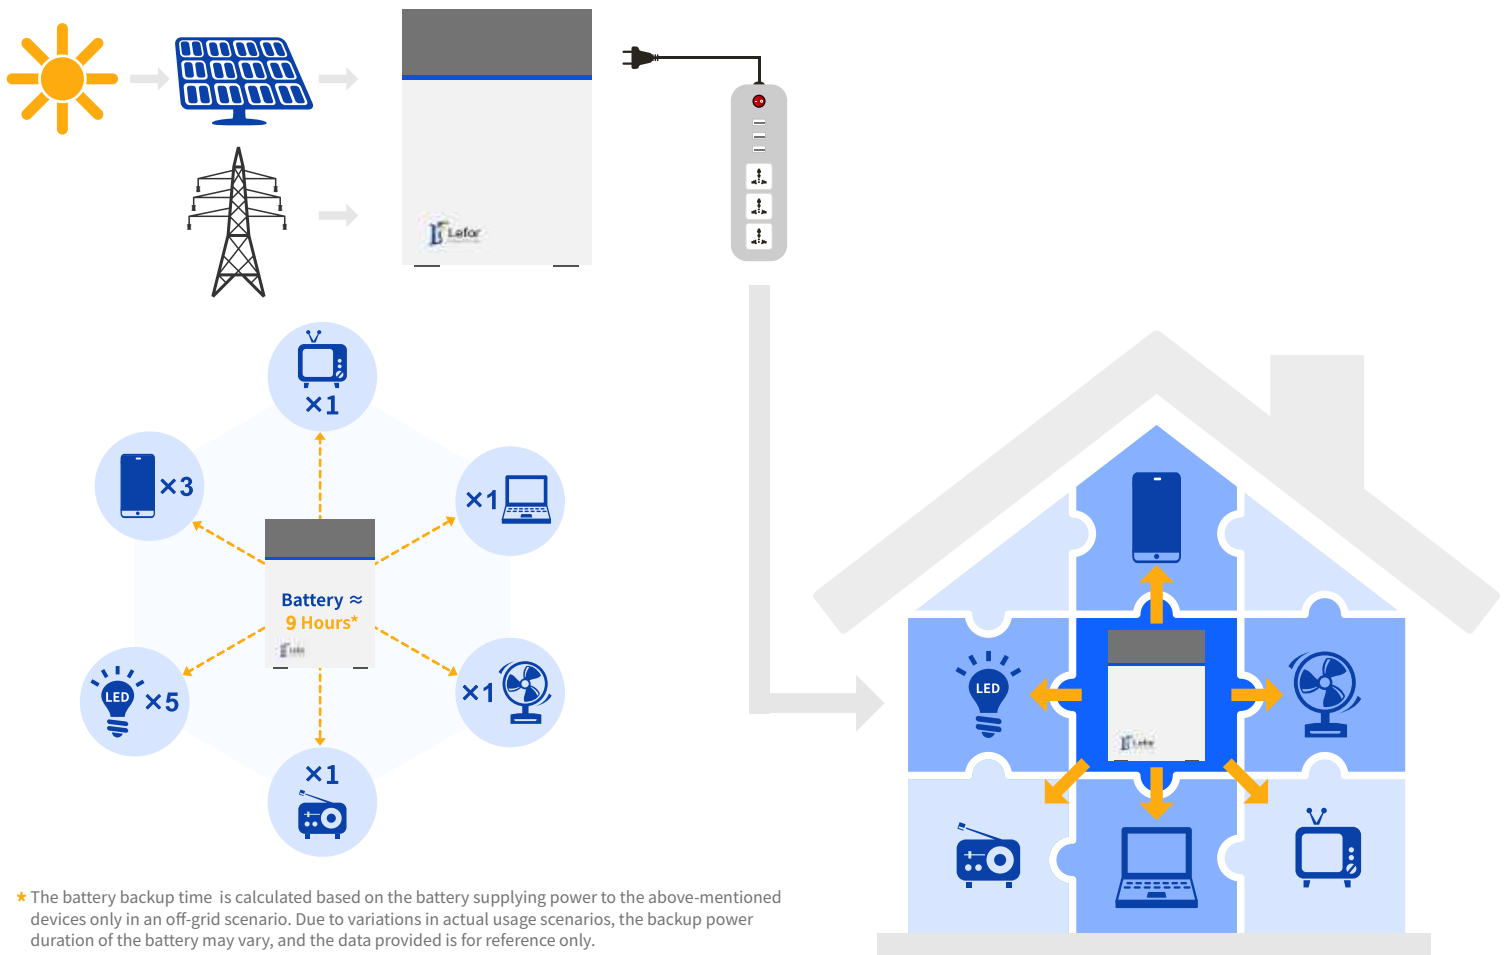 Lefor
×1
×3
×1
Battery ≈
9 Hours*
LED
×5
×1
×1
LED
Lefor
* The battery backup time is calculated based on the battery supplying power to the above-mentioned
devices only in an off-grid scenario. Due to variations in actual usage scenarios, the backup power
duration of the battery may vary, and the data provided is for reference only.